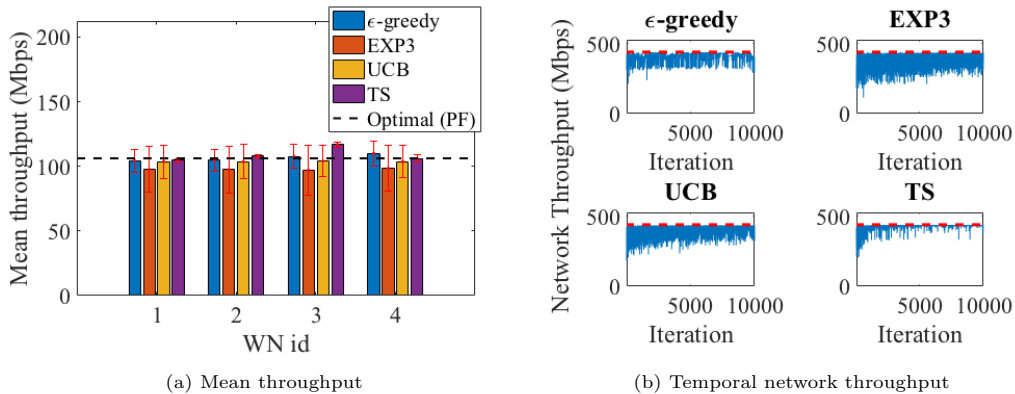 Mean throughput (Mbps)
200
150
100
50
0
1 2 3 4
WN id
ϵ-greedy
EXP3
UCB
TS
Optimal (PF)
(a) Mean throughput
Network Throughput (Mbps)
ϵ-greedy
500
0
5000 10000
Iteration
EXP3
500
0
5000 10000
Iteration
UCB
500
0
5000 10000
Iteration
TS
500
0
5000 10000
Iteration
(b) Temporal network throughput